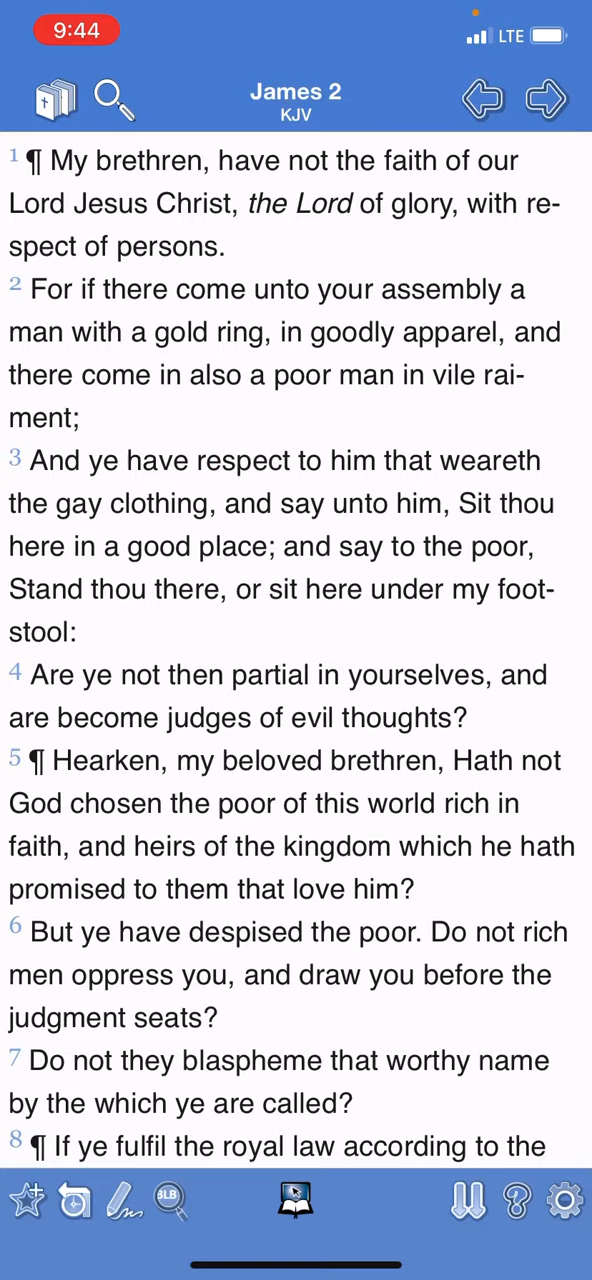 9:44
LTE
James 2
KJV
1 ¶ My brethren, have not the faith of our
Lord Jesus Christ, the Lord of glory, with re-
spect of persons.
2 For if there come unto your assembly a
man with a gold ring, in goodly apparel, and
there come in also a poor man in vile rai-
ment;
3 And ye have respect to him that weareth
the gay clothing, and say unto him, Sit thou
here in a good place; and say to the poor,
Stand thou there, or sit here under my foot-
stool:
4 Are ye not then partial in yourselves, and
are become judges of evil thoughts?
5 ¶ Hearken, my beloved brethren, Hath not
God chosen the poor of this world rich in
faith, and heirs of the kingdom which he hath
promised to them that love him?
6 But ye have despised the poor. Do not rich
men oppress you, and draw you before the
judgment seats?
7 Do not they blaspheme that worthy name
by the which ye are called?
8 ¶ If ye fulfil the royal law according to the
BLB